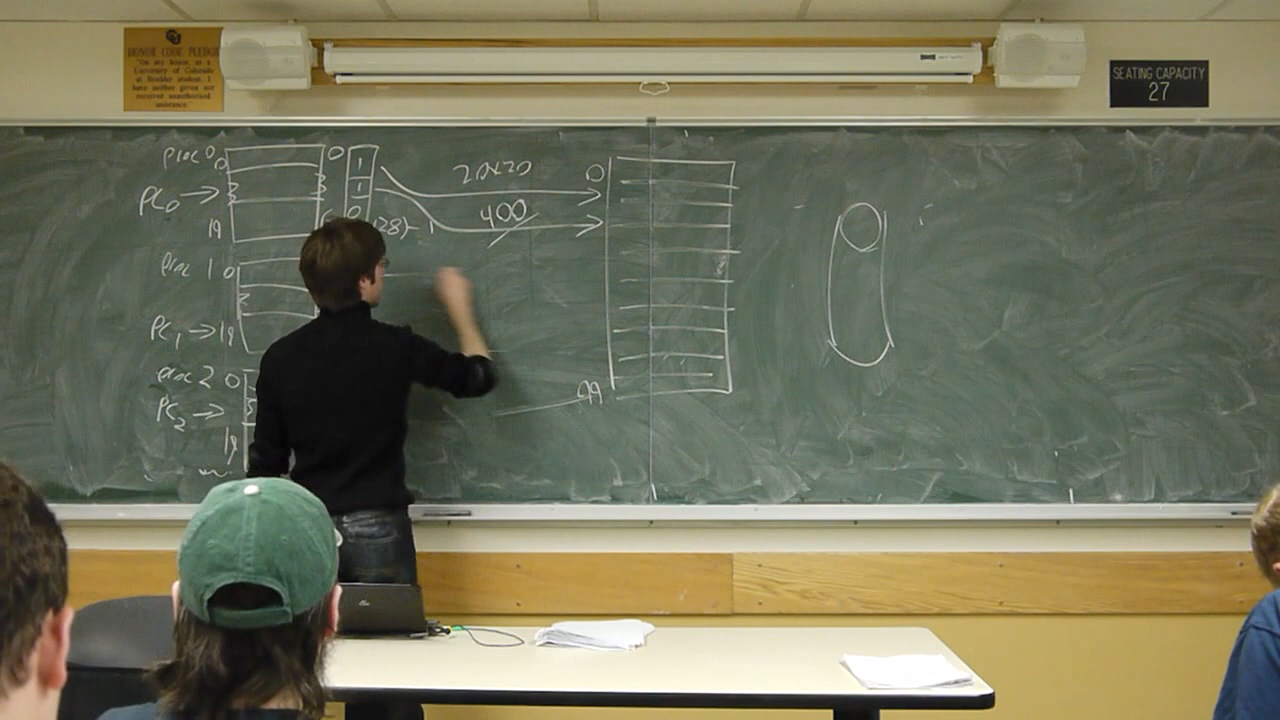 HONOR CODE PLEDGE
"On my honor, as a
University of Colorado
at Boulder student, I
have neither given nor
received unauthorized
assistance."
SEATING CAPACITY
27
Proc 0
0
PC0 →
19
0
1
1
0
20x20
400
0
99
Proc 1 0
PC1 → 19
Proc 2 0
PC2 →
19